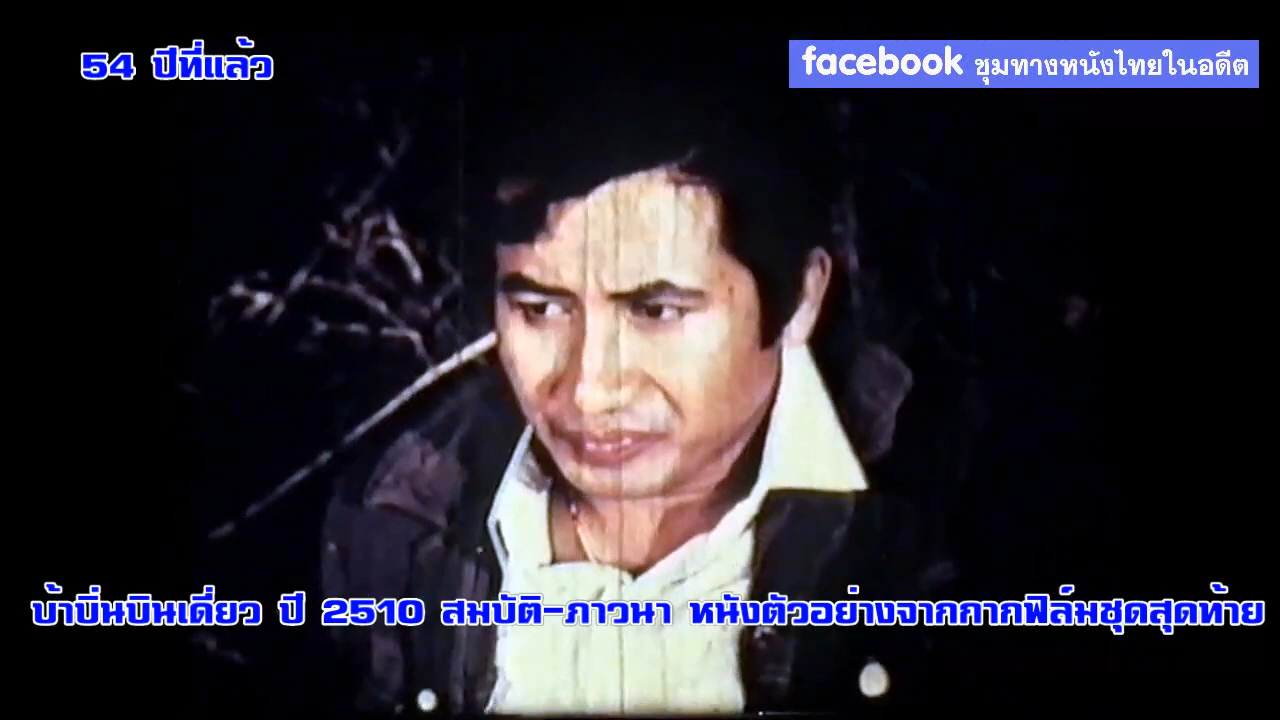 54 ปีที่แล้ว
facebook ชุมทางหนังไทยในอดีต
บ้าบิ่นบินเดี่ยว ปี 2510 สมบัติ-ภาวนา หนังตัวอย่างจากกากฟิล์มชุดสุดท้าย